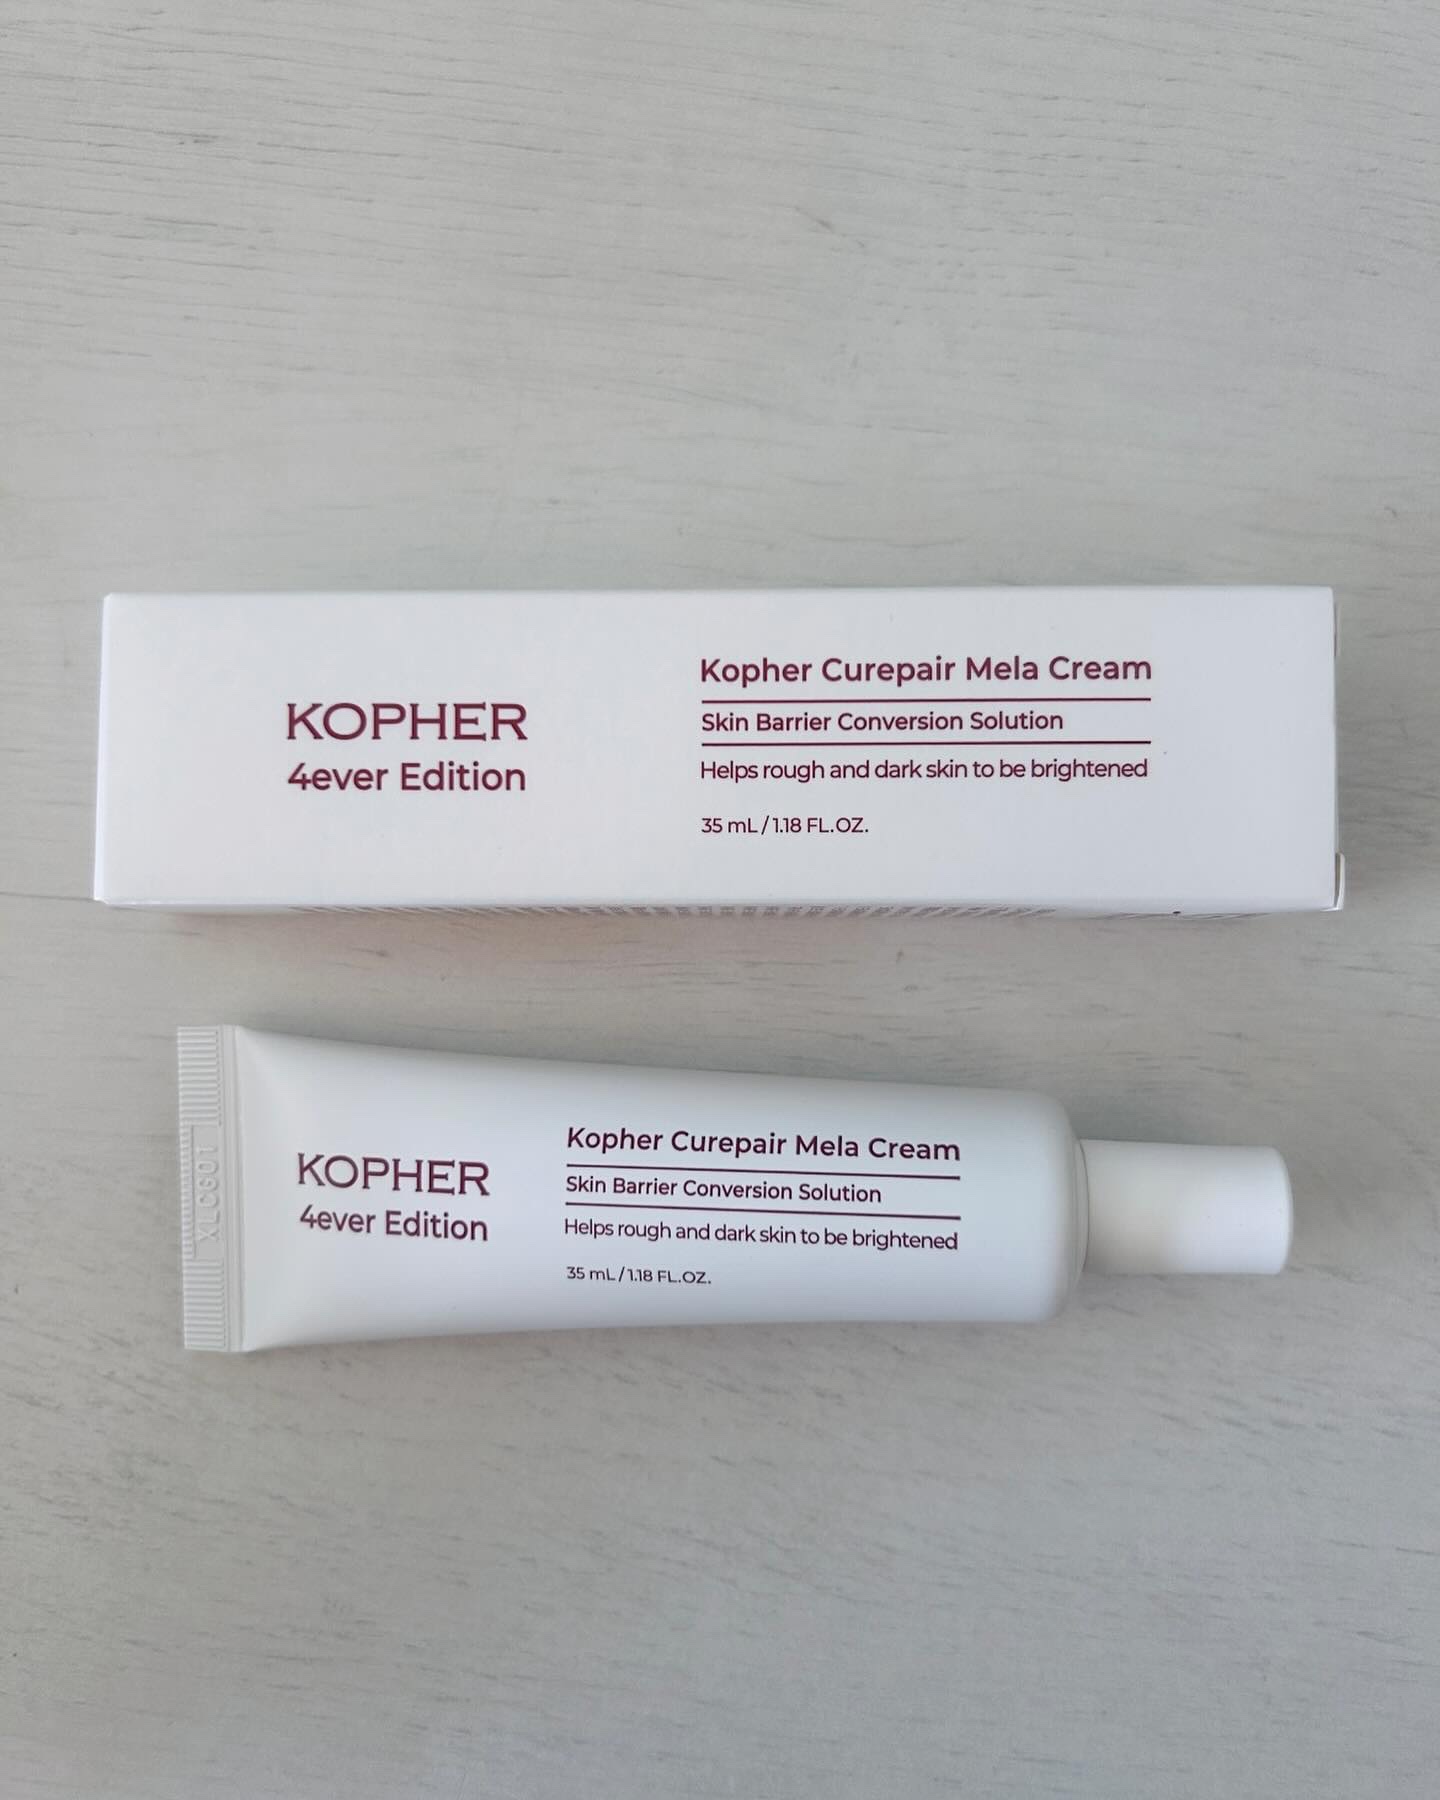 KOPHER
4ever Edition
Kopher Curepair Mela Cream
Skin Barrier Conversion Solution
Helps rough and dark skin to be brightened
35 mL / 1.18 FL.OZ.
XLCG01
KOPHER
4ever Edition
Kopher Curepair Mela Cream
Skin Barrier Conversion Solution
Helps rough and dark skin to be brightened
35 mL / 1.18 FL.OZ.